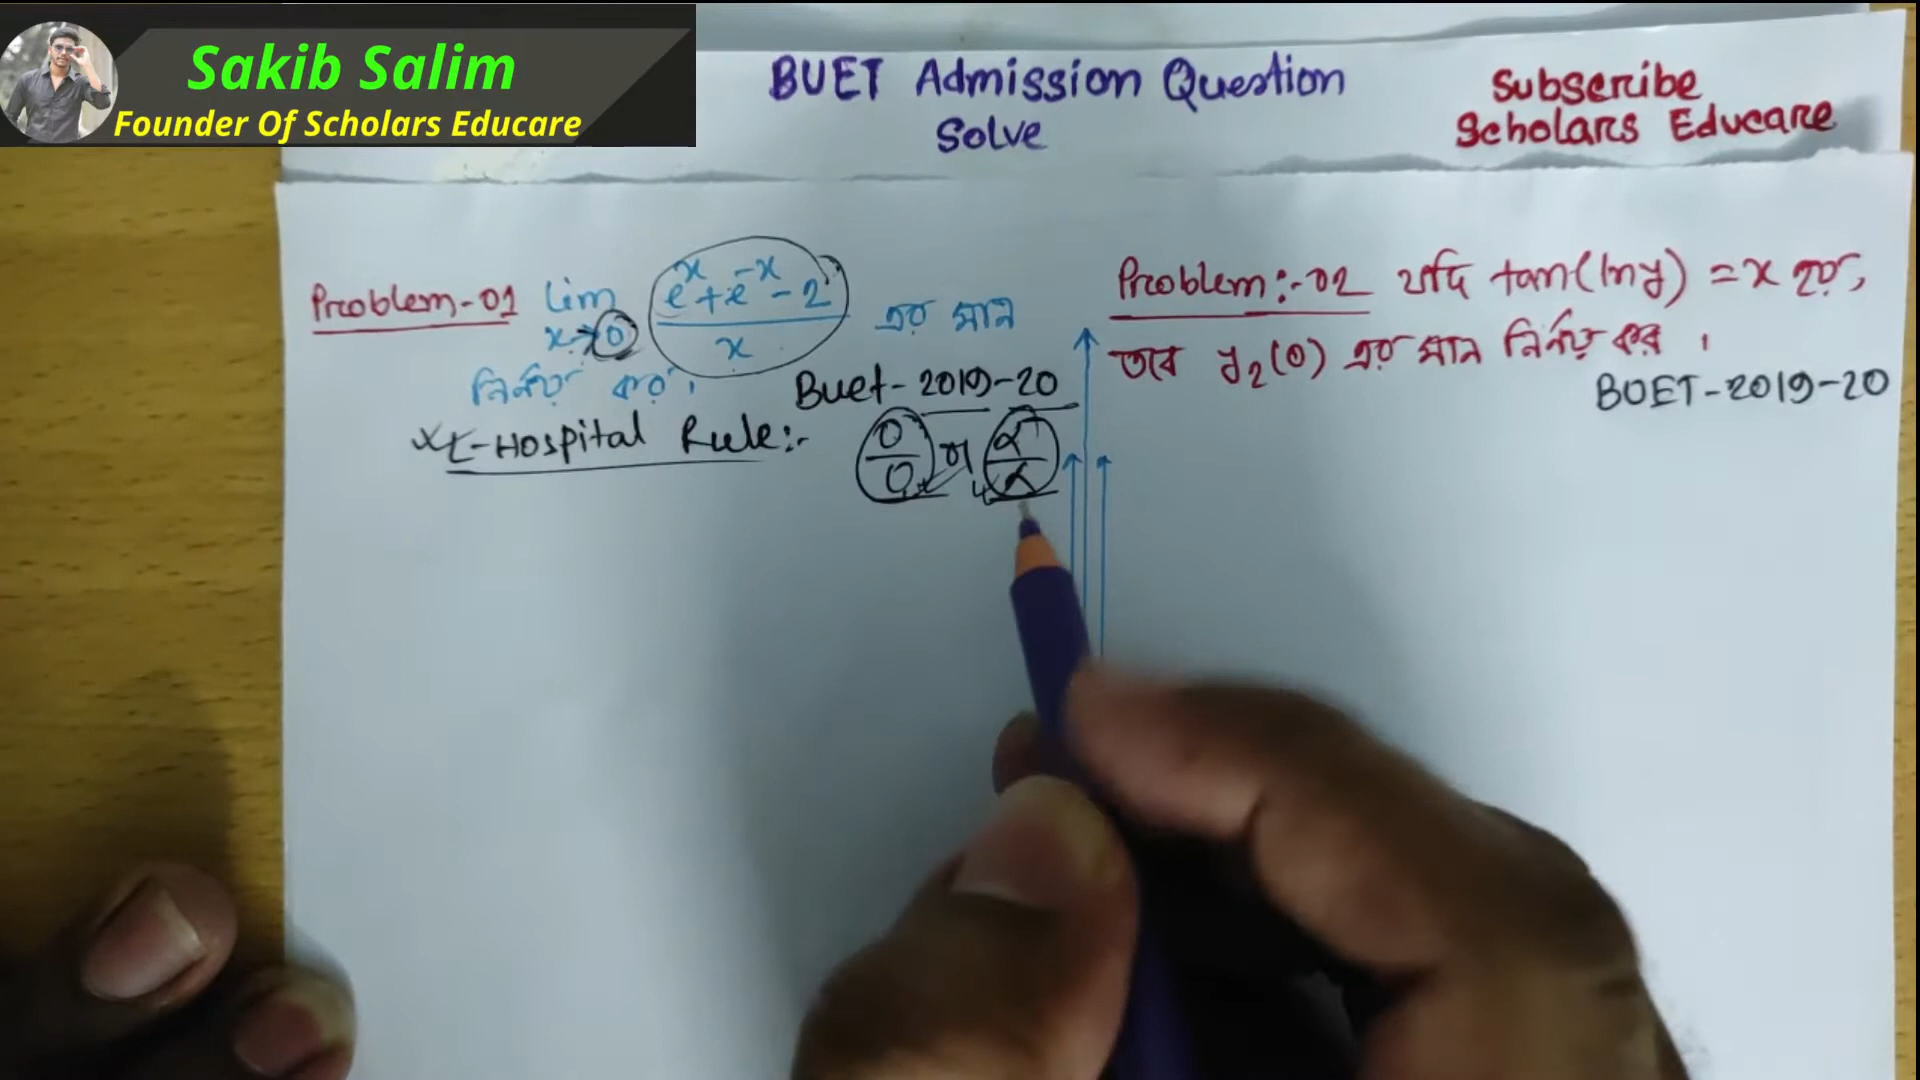 Sakib Salim
Founder Of Scholars Educare
BUET Admission Question
Solve
Subscribe
Scholars Educare
Problem-01 lim x→0 (e^x + e^-x - 2)/x এর মান
নির্ণয় কর।
Buet-2019-20
L-Hospital Rule:-
0/0 or α/α
Problem:-02 যদি tan(lny) = x হয়,
তবে y₂(0) এর মান নির্ণয় কর।
BUET-2019-20